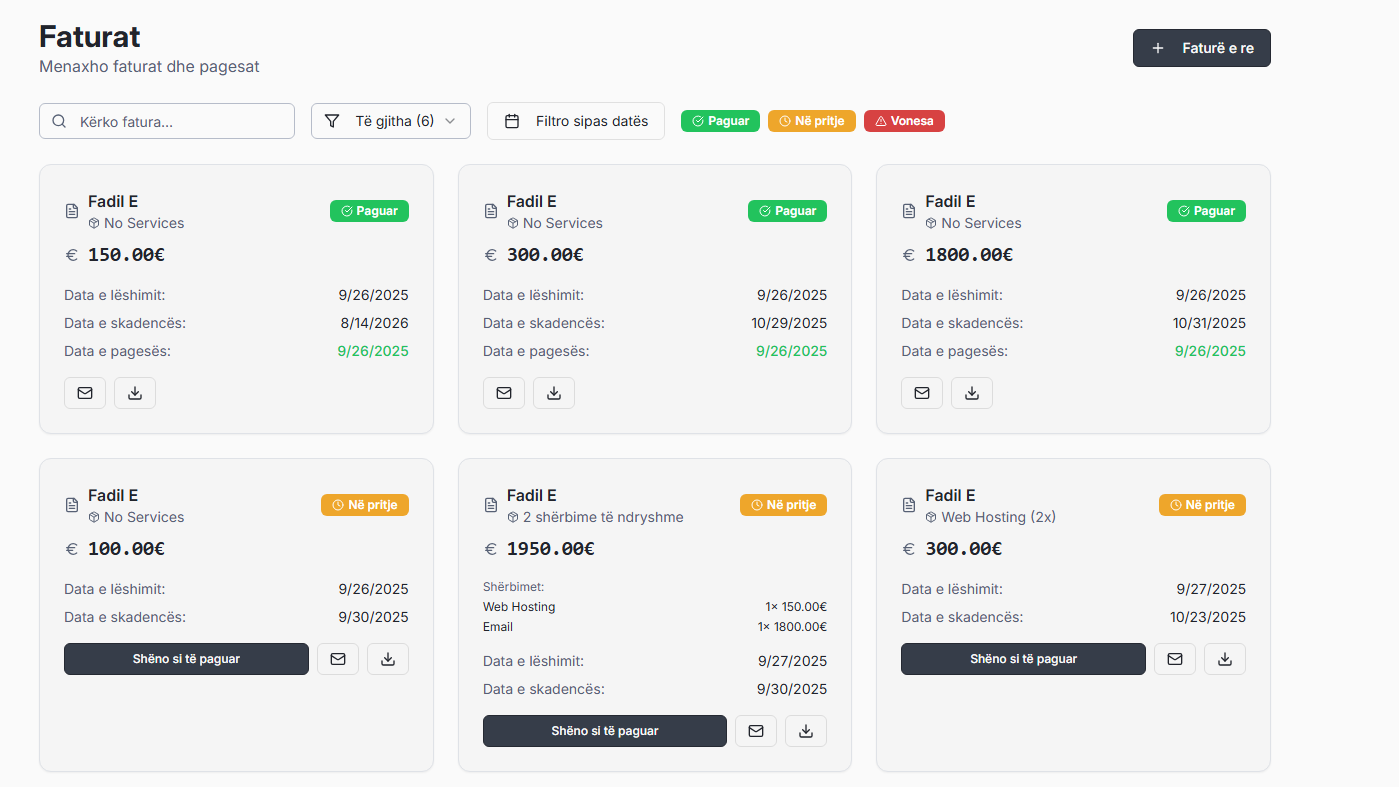 Faturat
Menaxho faturat dhe pagesat
Faturë e re
Kërko fatura...
Të gjitha (6)
Filtro sipas datës
Paguar
Në pritje
Vonesa
Fadil E
No Services
Paguar
€ 150.00€
Data e lëshimit: 9/26/2025
Data e skadencës: 8/14/2026
Data e pagesës: 9/26/2025
Fadil E
No Services
Paguar
€ 300.00€
Data e lëshimit: 9/26/2025
Data e skadencës: 10/29/2025
Data e pagesës: 9/26/2025
Fadil E
No Services
Paguar
€ 1800.00€
Data e lëshimit: 9/26/2025
Data e skadencës: 10/31/2025
Data e pagesës: 9/26/2025
Fadil E
No Services
Në pritje
€ 100.00€
Data e lëshimit: 9/26/2025
Data e skadencës: 9/30/2025
Shëno si të paguar
Fadil E
2 shërbime të ndryshme
Në pritje
€ 1950.00€
Shërbimet:
Web Hosting 1× 150.00€
Email 1× 1800.00€
Data e lëshimit: 9/27/2025
Data e skadencës: 9/30/2025
Shëno si të paguar
Fadil E
Web Hosting (2x)
Në pritje
€ 300.00€
Data e lëshimit: 9/27/2025
Data e skadencës: 10/23/2025
Shëno si të paguar